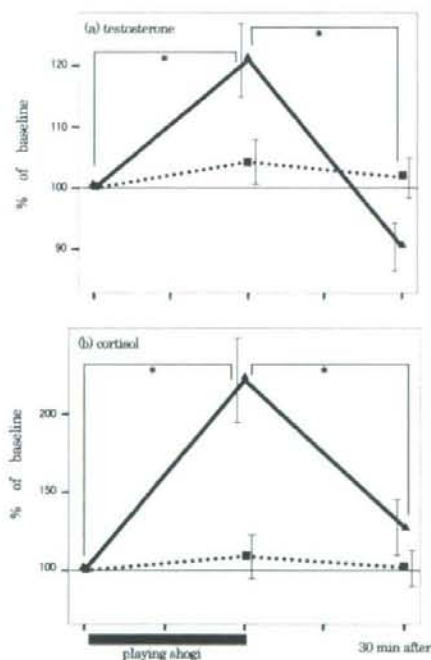 (a) testosterone
*
*
120
110
100
90
% of baseline
(b) cortisol
*
*
200
150
100
% of baseline
playing shogi
30 min after